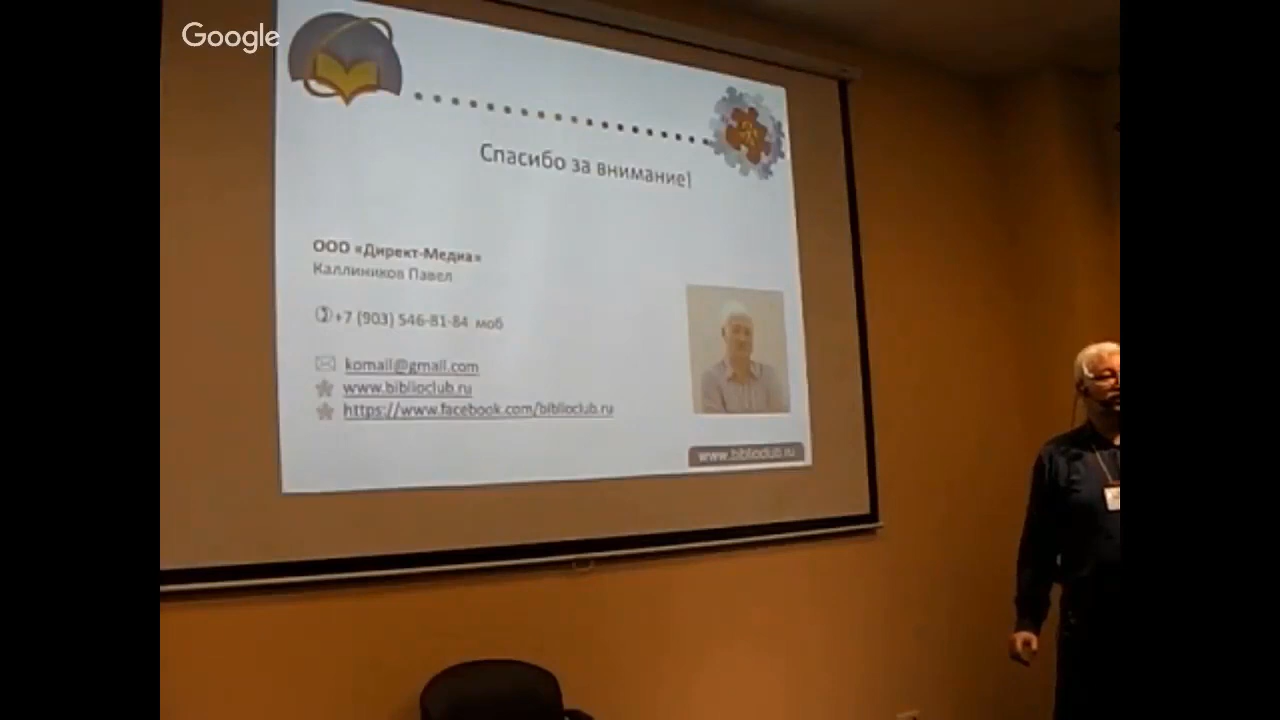 Google
Спасибо за внимание!
ООО «Директ-Медиа»
Каллиников Павел
+7 (903) 546-81-84 моб
komail@gmail.com
www.biblioclub.ru
https://www.facebook.com/biblioclub.ru
www.biblioclub.ru